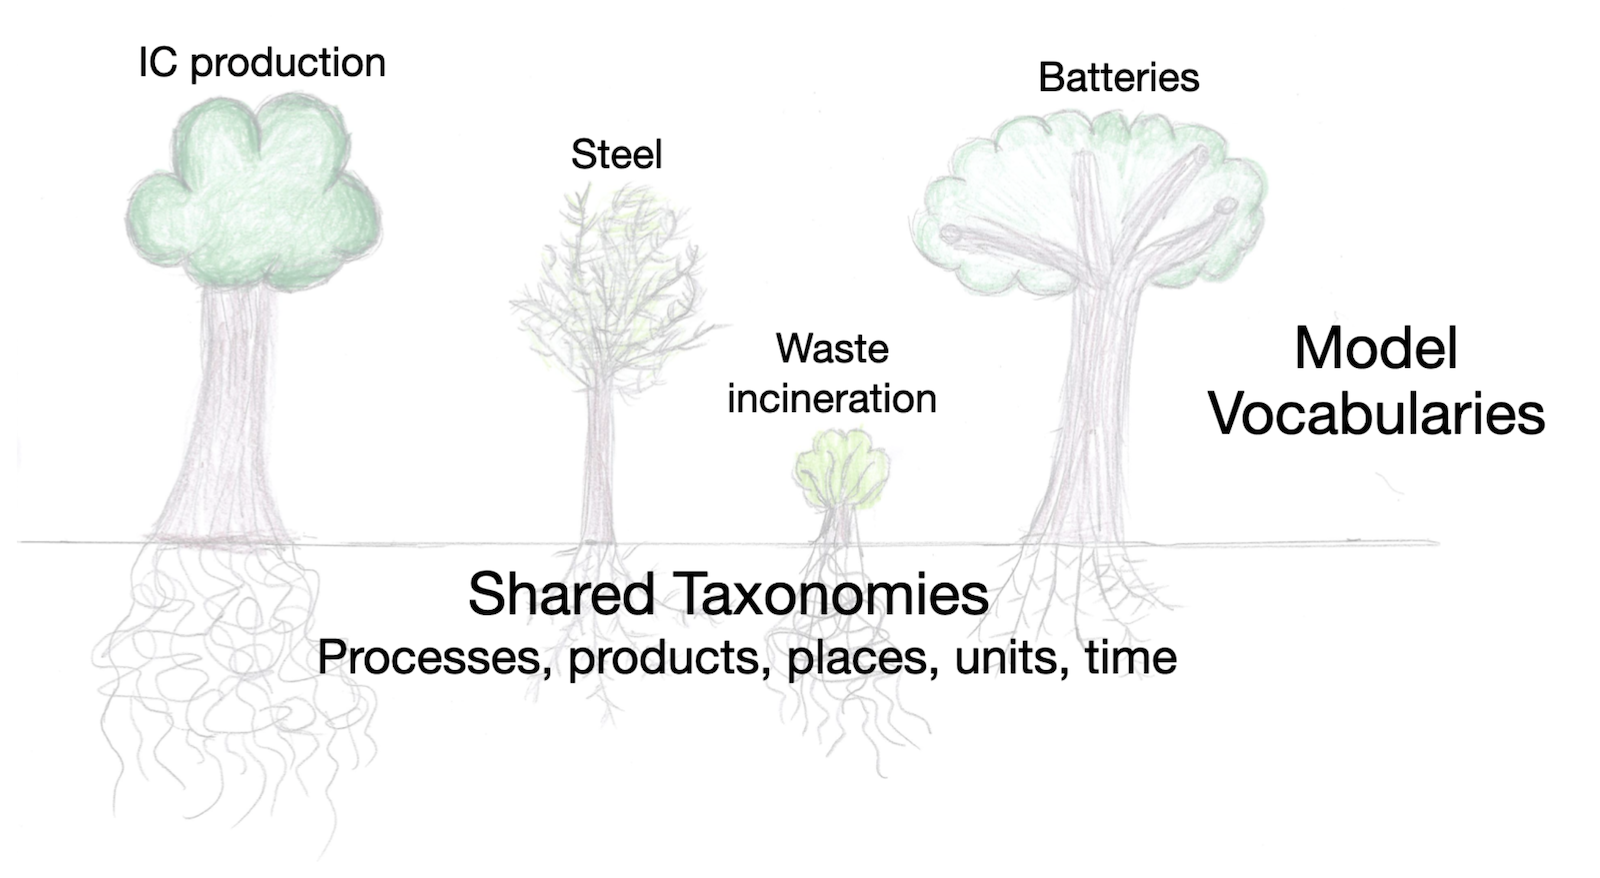 IC production
Batteries
Steel
Waste
incineration
Model
Vocabularies
Shared Taxonomies
Processes, products, places, units, time